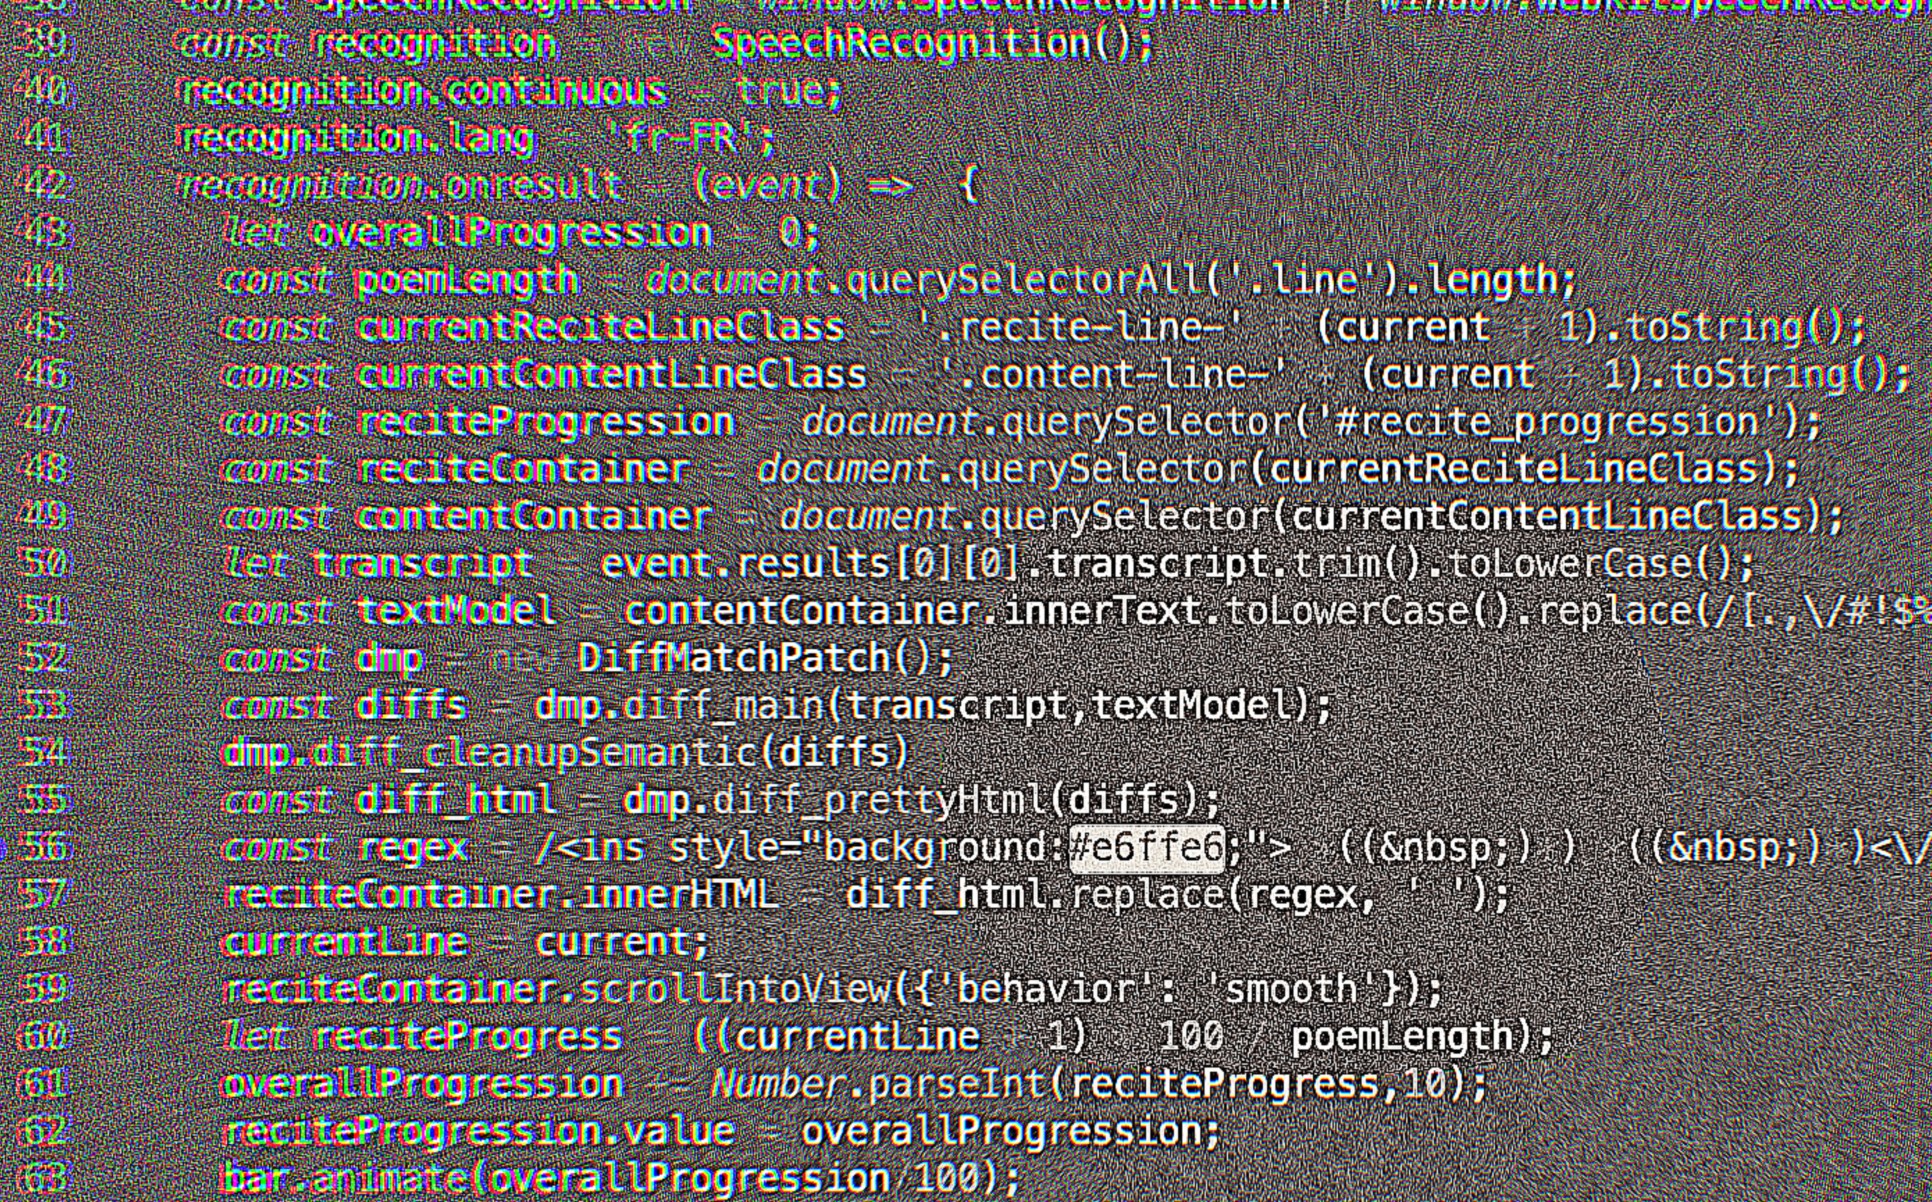 38 const SpeechRecognition = window.SpeechRecognition || window.webkitSpeechRecogn
39 const recognition = new SpeechRecognition();
40 recognition.continuous = true;
41 recognition.lang = 'fr-FR';
42 recognition.onresult = (event) => {
43 let overallProgression = 0;
44 const poemLength = document.querySelectorAll('.line').length;
45 const currentReciteLineClass = '.recite-line-' + (current + 1).toString();
46 const currentContentLineClass = '.content-line-' + (current + 1).toString();
47 const reciteProgression = document.querySelector('#recite_progression');
48 const reciteContainer = document.querySelector(currentReciteLineClass);
49 const contentContainer = document.querySelector(currentContentLineClass);
50 let transcript = event.results[0][0].transcript.trim().toLowerCase();
51 const textModel = contentContainer.innerText.toLowerCase().replace(/[.,\/#!$%
52 const dmp = new DiffMatchPatch();
53 const diffs = dmp.diff_main(transcript,textModel);
54 dmp.diff_cleanupSemantic(diffs)
55 const diff_html = dmp.diff_prettyHtml(diffs);
56 const regex = /<ins style="background:#e6ffe6;"> ((&nbsp;) ) ((&nbsp;) )<\/
57 reciteContainer.innerHTML = diff_html.replace(regex, ' ');
58 currentLine = current;
59 reciteContainer.scrollIntoView({'behavior': 'smooth'});
60 let reciteProgress = ((currentLine + 1) 100 / poemLength);
61 overallProgression = Number.parseInt(reciteProgress,10);
62 reciteProgression.value = overallProgression;
63 bar.animate(overallProgression/100);